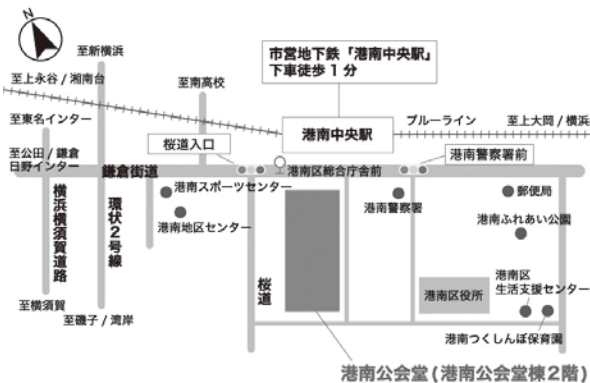 N
至新横浜
市営地下鉄「港南中央駅」
下車徒歩1分
至上永谷/湘南台
至南高校
至東名インター
港南中央駅
ブルーライン
至上大岡/横浜
桜道入口
港南警察署前
至公田/鎌倉
日野インター
鎌倉街道
港南区総合庁舎前
港南スポーツセンター
港南警察署
郵便局
横浜横須賀道路
環状2号線
港南地区センター
港南ふれあい公園
桜道
港南区役所
港南区
生活支援センター
至横須賀
至磯子/湾岸
港南つくしんぼ保育園
港南公会堂(港南公会堂棟2階)